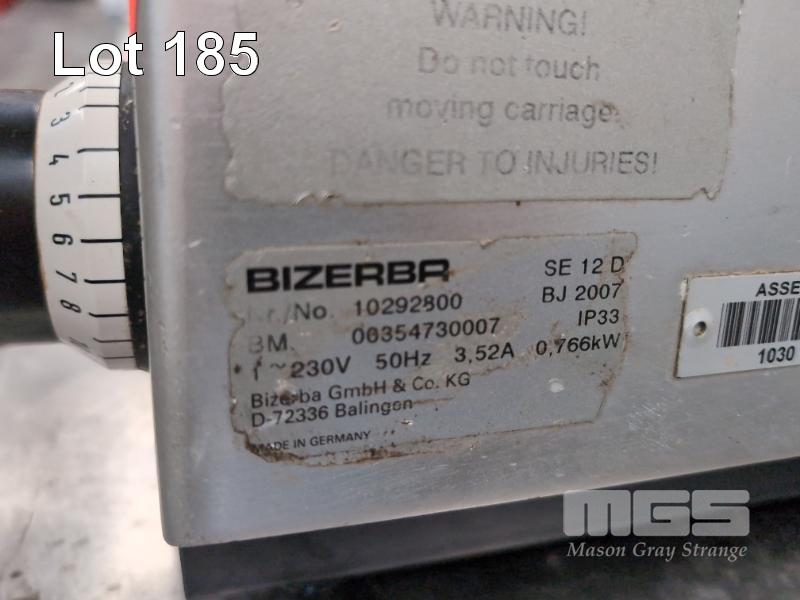 Lot 185
WARNING!
Do not touch
moving carriage.
DANGER TO INJURIES!
3
4
5
6
7
8
BIZERBA SE 12 D
/No. 10292800 BJ 2007
BM. 00354730007 IP33
1 ~ 230V 50Hz 3,52A 0,766kW
Bizerba GmbH & Co. KG
D-72336 Balingen
MADE IN GERMANY
ASSE
1030
MGS
Mason Gray Strange